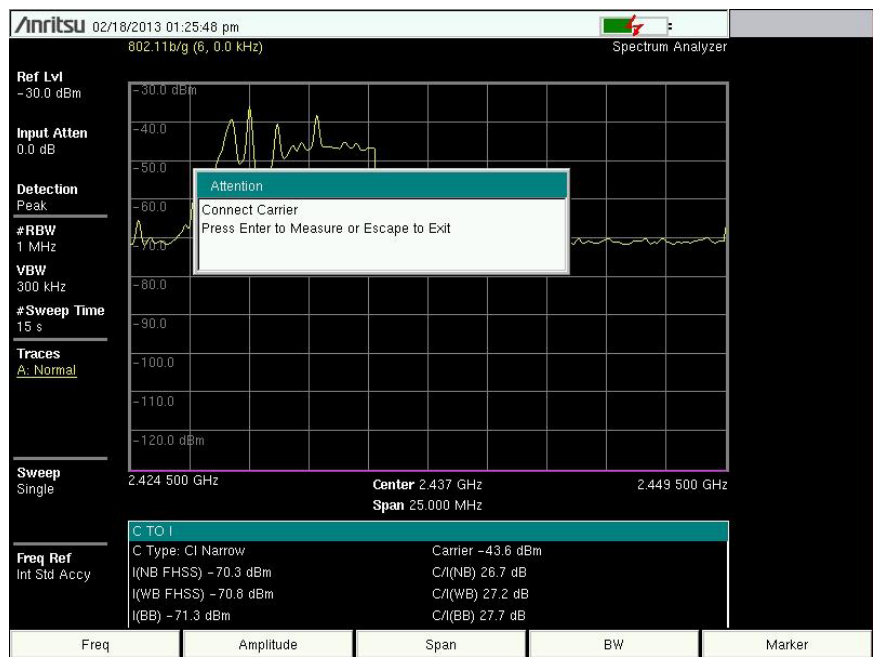 Anritsu 02/18/2013 01:25:48 pm
802.11b/g (6, 0.0 kHz)
Spectrum Analyzer
Ref Lvl
-30.0 dBm
Input Atten
0.0 dB
Detection
Peak
#RBW
1 MHz
VBW
300 kHz
#Sweep Time
15 s
Traces
A: Normal
Sweep
Single
Freq Ref
Int Std Accy
-30.0 dBm
-40.0
-50.0
-60.0
-70.0
-80.0
-90.0
-100.0
-110.0
-120.0 dBm
Attention
Connect Carrier
Press Enter to Measure or Escape to Exit
2.424 500 GHz
Center 2.437 GHz
2.449 500 GHz
Span 25.000 MHz
C TO I
C Type: CI Narrow
Carrier -43.6 dBm
I(NB FHSS) -70.3 dBm
C/I(NB) 26.7 dB
I(WB FHSS) -70.8 dBm
C/I(WB) 27.2 dB
I(BB) -71.3 dBm
C/I(BB) 27.7 dB
Freq
Amplitude
Span
BW
Marker